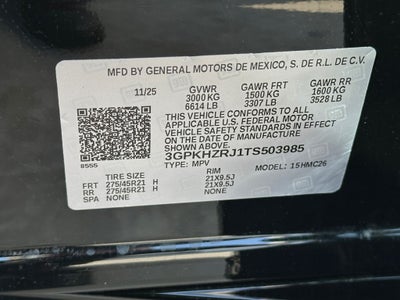 MFD BY GENERAL MOTORS DE MEXICO, S. DE R.L. DE C.V.
11/25 GVWR GAWR FRT GAWR RR
3000 KG 1500 KG 1600 KG
6614 LB 3307 LB 3528 LB
THIS VEHICLE CONFORMS TO ALL
APPLICABLE U.S. FEDERAL MOTOR
VEHICLE SAFETY AND THEFT PREVENTION
STANDARDS IN EFFECT ON THE DATE OF
MANUFACTURE SHOWN ABOVE.
3GPKHZRJ1TS503985
8555 TYPE: MPV MODEL: 15HMC26
TIRE SIZE RIM
FRT 275/45R21 H 21X9.5J
RR 275/45R21 H 21X9.5J
SPA NONE NONE